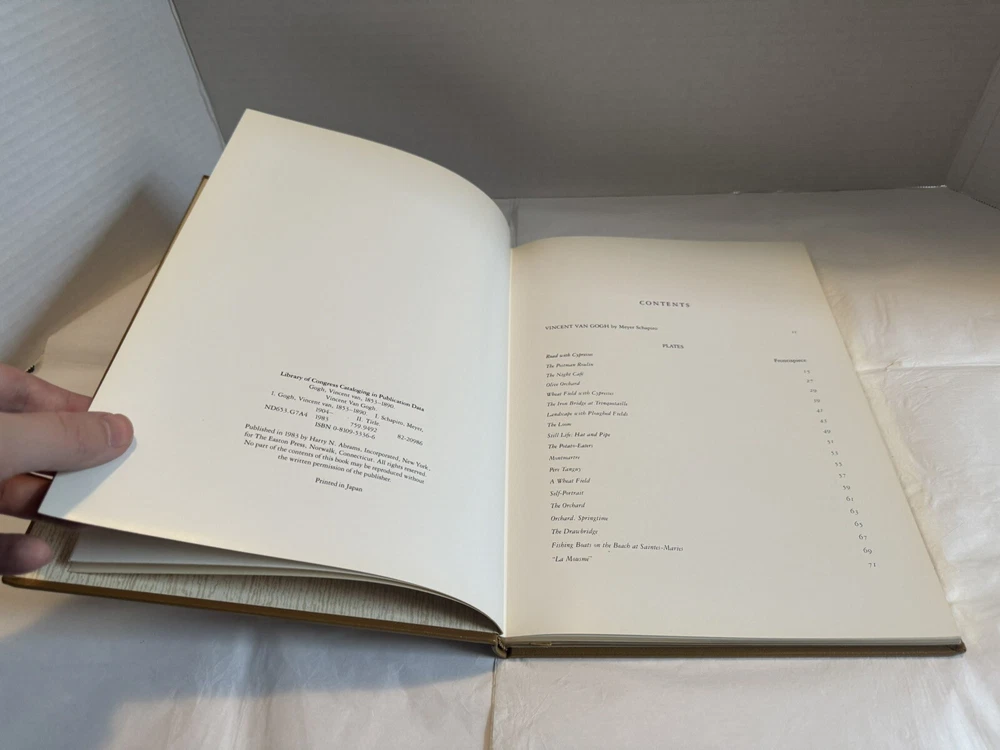 Library of Congress Cataloging in Publication Data
Gogh, Vincent van, 1853–1890.
Vincent Van Gogh.
I. Gogh, Vincent van, 1853–1890. I. Schapiro, Meyer,
1904– II. Title.
ND653.G7A4 1983 759.9492 82-20986
ISBN 0-8109-5356-6
Published in 1983 by Harry N. Abrams, Incorporated, New York,
for The Easton Press, Norwalk, Connecticut. All rights reserved.
No part of the contents of this book may be reproduced without
the written permission of the publisher.
Printed in Japan
CONTENTS
VINCENT VAN GOGH by Meyer Schapiro
PLATES
Road with Cypresses Frontispiece
The Postman Roulin
The Night Café
Olive Orchard
Wheat Field with Cypresses
The Iron Bridge at Trinquetaille
Landscape with Ploughed Fields
The Loom
Still Life: Hat and Pipe
The Potato-Eaters
Montmartre
Père Tanguy
A Wheat Field
Self-Portrait
The Orchard 61
Orchard, Springtime 63
The Drawbridge 65
Fishing Boats on the Beach at Saintes-Maries 69
"La Mousmé" 71